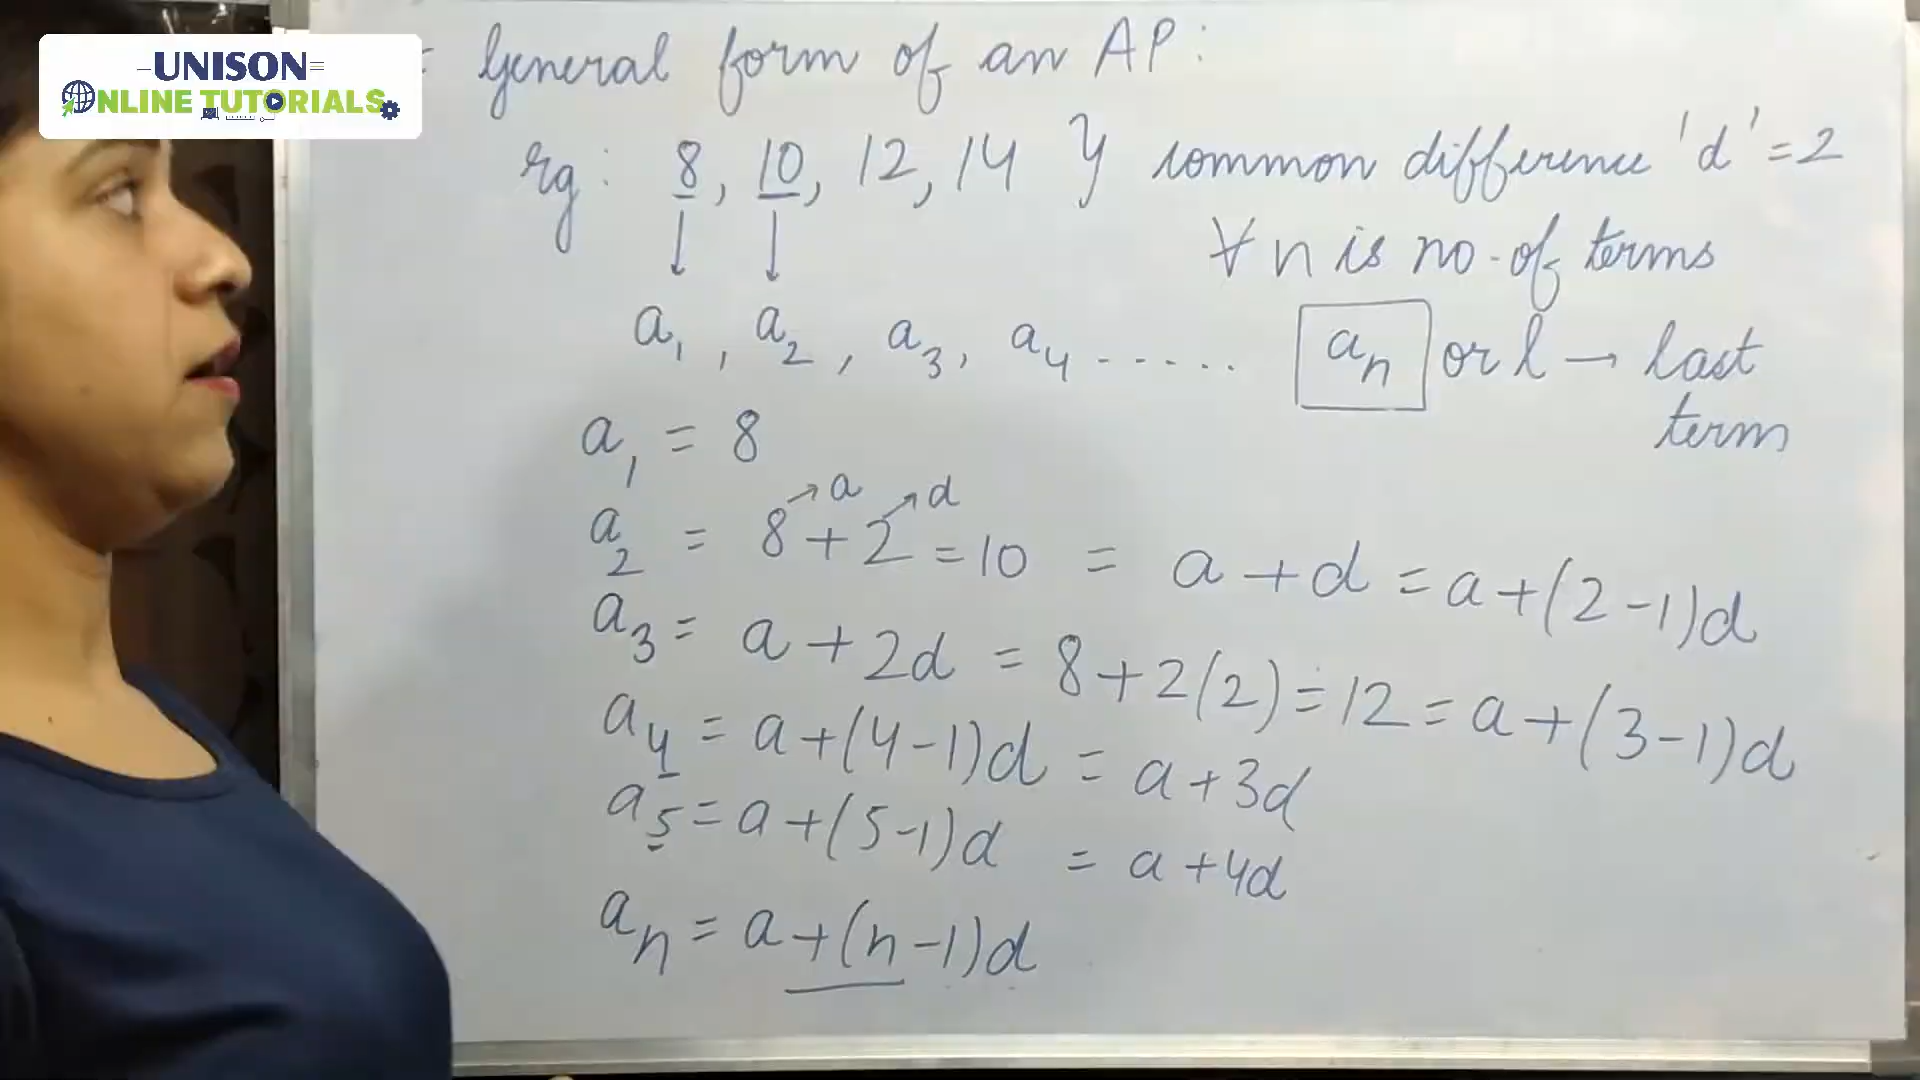 UNISON
ONLINE TUTORIALS
= General form of an AP :
eg : 8, 10, 12, 14 } common difference 'd' = 2
∀ n is no. of terms
a₁ , a₂ , a₃, a₄ ...... aₙ or l → last
term
a₁ = 8
→ a → d
a₂ = 8 + 2 = 10 = a + d = a + (2 - 1)d
a₃ = a + 2d = 8 + 2(2) = 12 = a + (3 - 1)d
a₄ = a + (4 - 1)d = a + 3d
a₅ = a + (5 - 1)d = a + 4d
aₙ = a + (n - 1)d